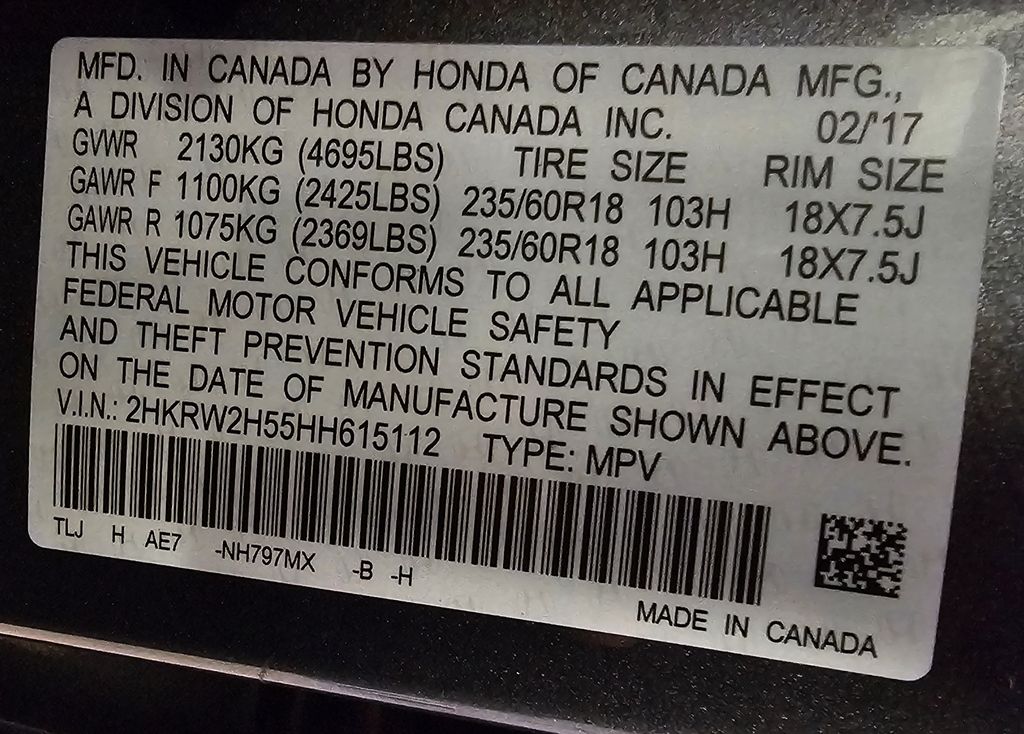 MFD. IN CANADA BY HONDA OF CANADA MFG.,
A DIVISION OF HONDA CANADA INC. 02/'17
GVWR 2130KG (4695LBS) TIRE SIZE RIM SIZE
GAWR F 1100KG (2425LBS) 235/60R18 103H 18X7.5J
GAWR R 1075KG (2369LBS) 235/60R18 103H 18X7.5J
THIS VEHICLE CONFORMS TO ALL APPLICABLE
FEDERAL MOTOR VEHICLE SAFETY
AND THEFT PREVENTION STANDARDS IN EFFECT
ON THE DATE OF MANUFACTURE SHOWN ABOVE.
V.I.N.: 2HKRW2H55HH615112 TYPE: MPV
TLJ H AE7 -NH797MX -B -H
MADE IN CANADA